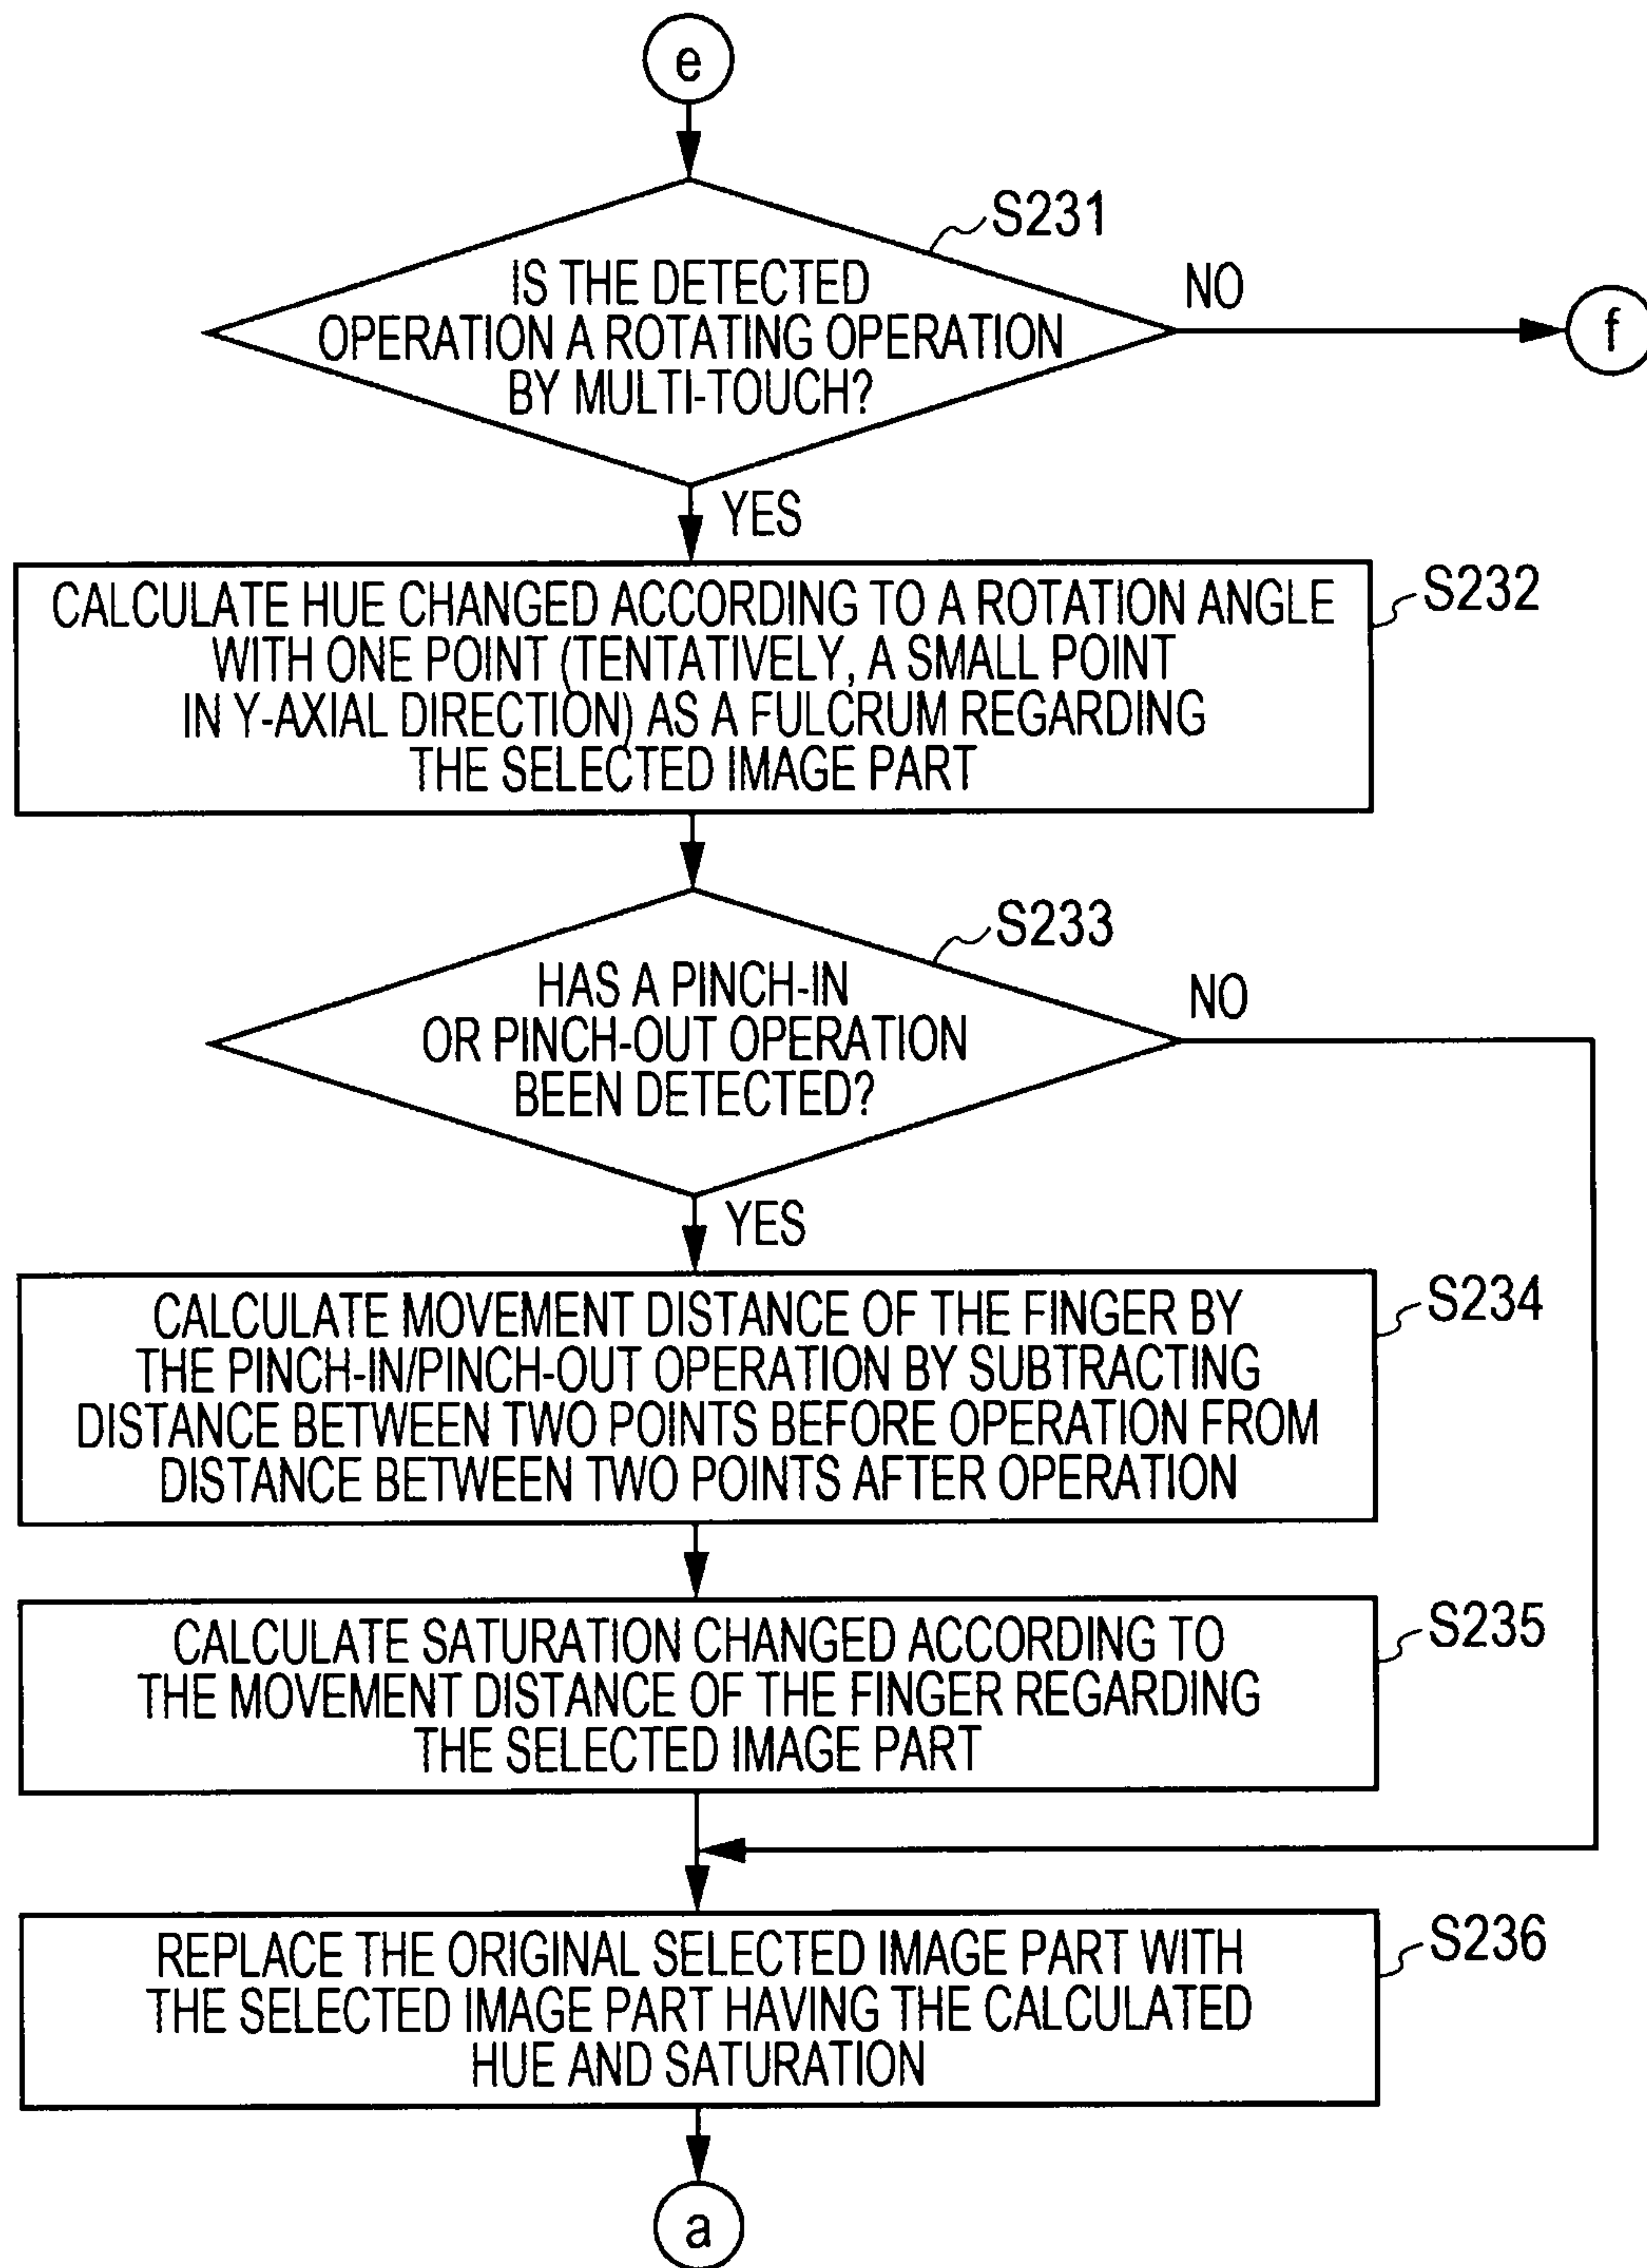 e
S231
IS THE DETECTED
OPERATION A ROTATING OPERATION
BY MULTI-TOUCH?
NO
f
YES
S232
CALCULATE HUE CHANGED ACCORDING TO A ROTATION ANGLE
WITH ONE POINT (TENTATIVELY, A SMALL POINT
IN Y-AXIAL DIRECTION) AS A FULCRUM REGARDING
THE SELECTED IMAGE PART
S233
HAS A PINCH-IN
OR PINCH-OUT OPERATION
BEEN DETECTED?
NO
YES
S234
CALCULATE MOVEMENT DISTANCE OF THE FINGER BY
THE PINCH-IN/PINCH-OUT OPERATION BY SUBTRACTING
DISTANCE BETWEEN TWO POINTS BEFORE OPERATION FROM
DISTANCE BETWEEN TWO POINTS AFTER OPERATION
S235
CALCULATE SATURATION CHANGED ACCORDING TO
THE MOVEMENT DISTANCE OF THE FINGER REGARDING
THE SELECTED IMAGE PART
S236
REPLACE THE ORIGINAL SELECTED IMAGE PART WITH
THE SELECTED IMAGE PART HAVING THE CALCULATED
HUE AND SATURATION
a